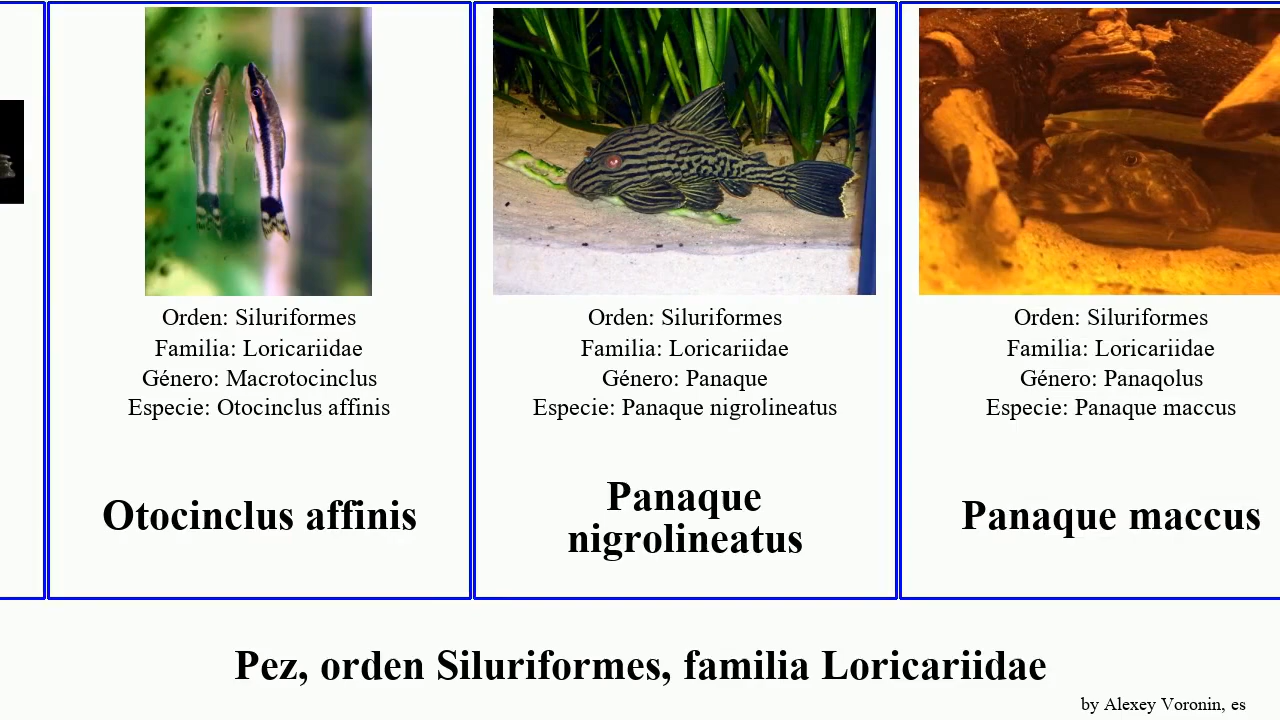 Orden: Siluriformes
Familia: Loricariidae
Género: Macrotocinclus
Especie: Otocinclus affinis
Otocinclus affinis
Orden: Siluriformes
Familia: Loricariidae
Género: Panaque
Especie: Panaque nigrolineatus
Panaque
nigrolineatus
Orden: Siluriformes
Familia: Loricariidae
Género: Panaqolus
Especie: Panaque maccus
Panaque maccus
Pez, orden Siluriformes, familia Loricariidae
by Alexey Voronin, es